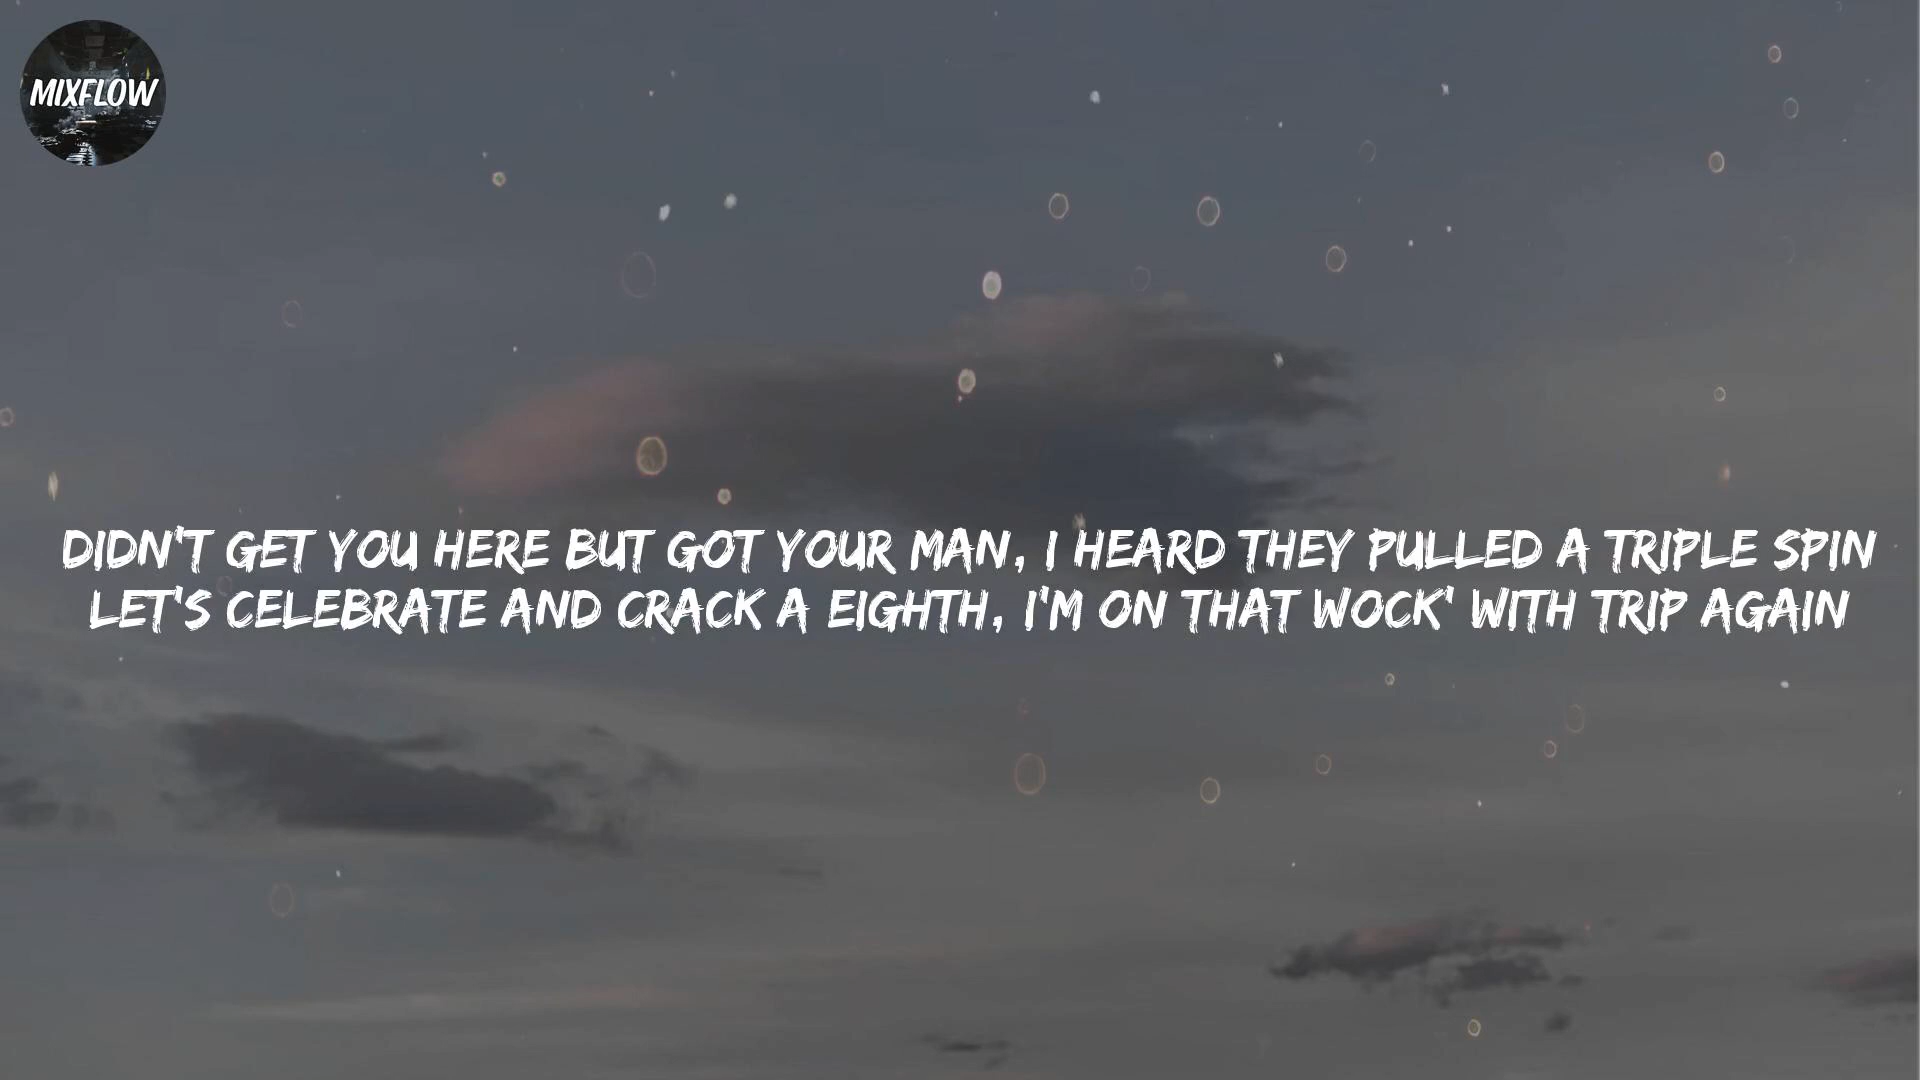 MIXFLOW
DIDN'T GET YOU HERE BUT GOT YOUR MAN, I HEARD THEY PULLED A TRIPLE SPIN
LET'S CELEBRATE AND CRACK A EIGHTH, I'M ON THAT WOCK' WITH TRIP AGAIN